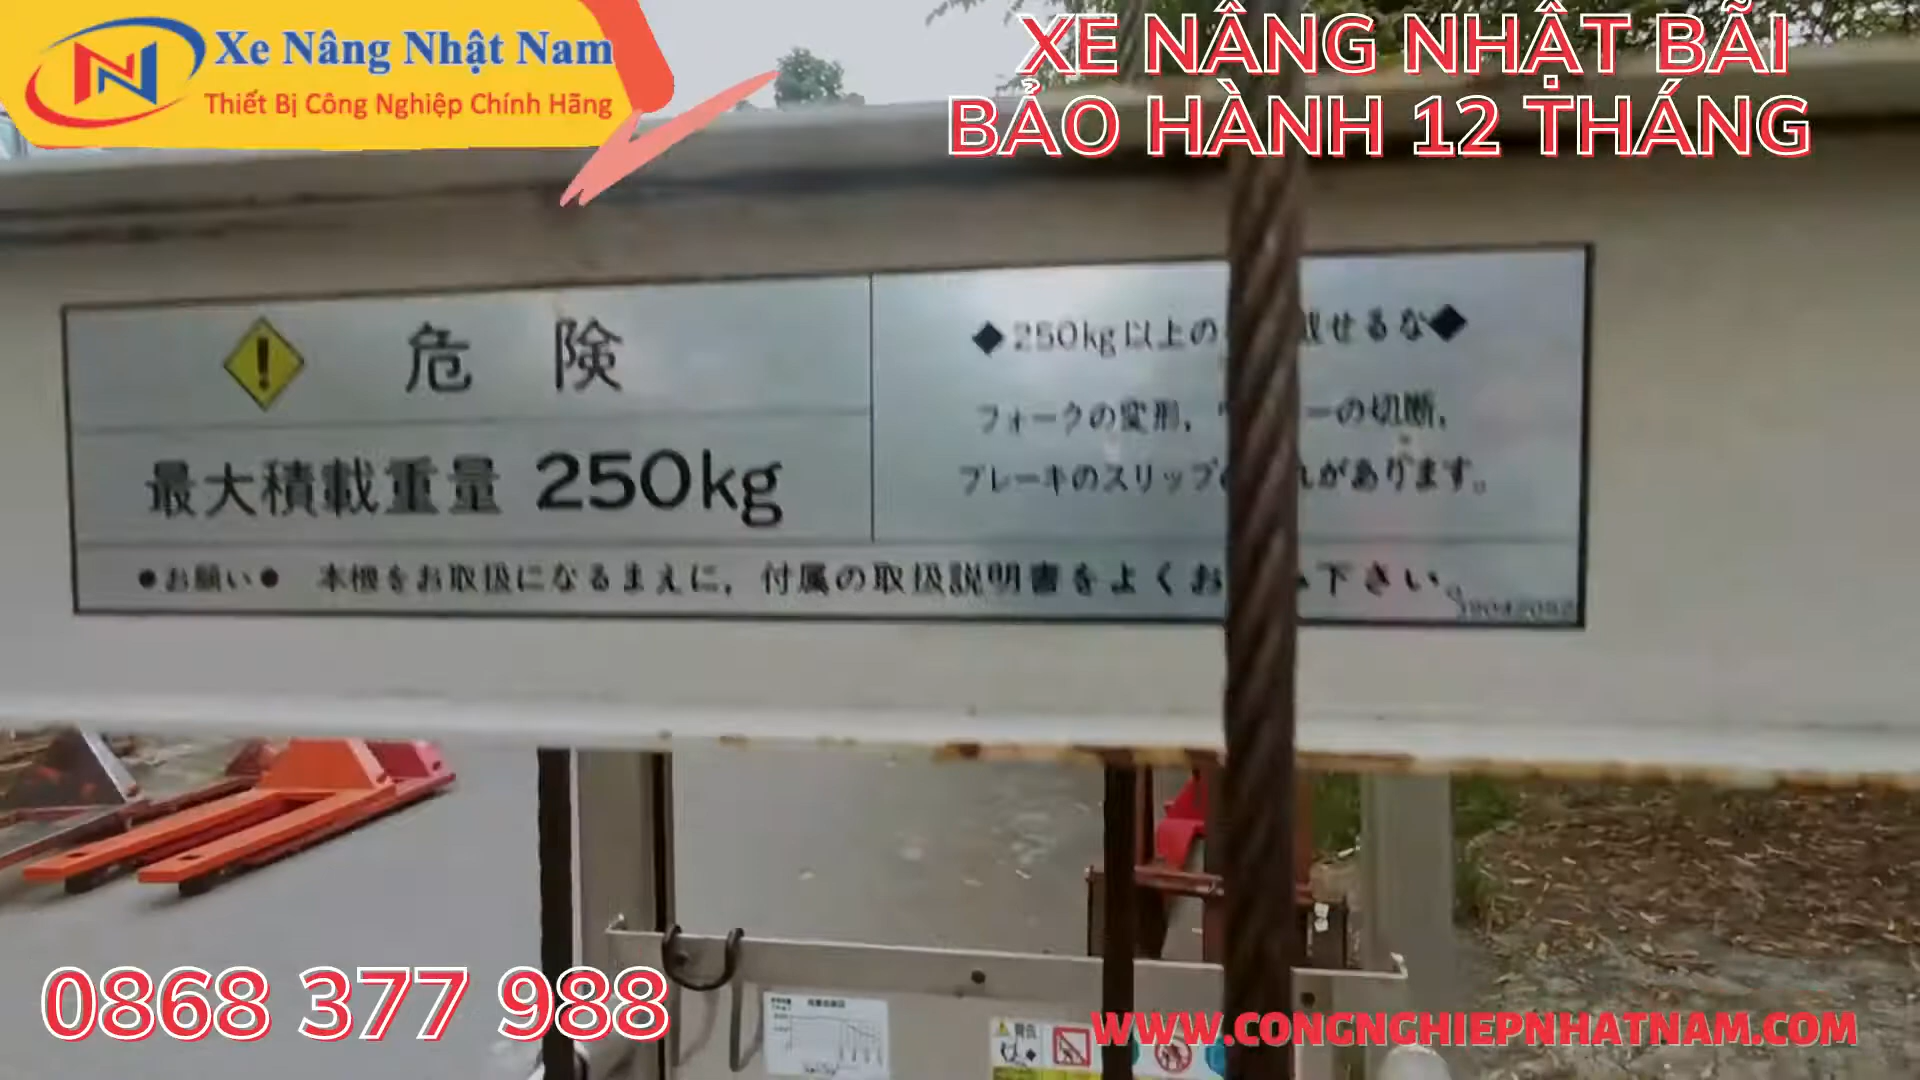 Xe Nâng Nhật Nam
Thiết Bị Công Nghiệp Chính Hãng
XE NÂNG NHẬT BÃI
BẢO HÀNH 12 THÁNG
危険
最大積載重量 250kg
◆250kg以上の 載せるな◆
フォークの変形, ーの切断,
ブレーキのスリップの れがあります。
●お願い● 本機をお取扱になるまえに, 付属の取扱説明書をよくお み下さい。
0868 377 988
WWW.CONGNGHIEPNHATNAM.COM